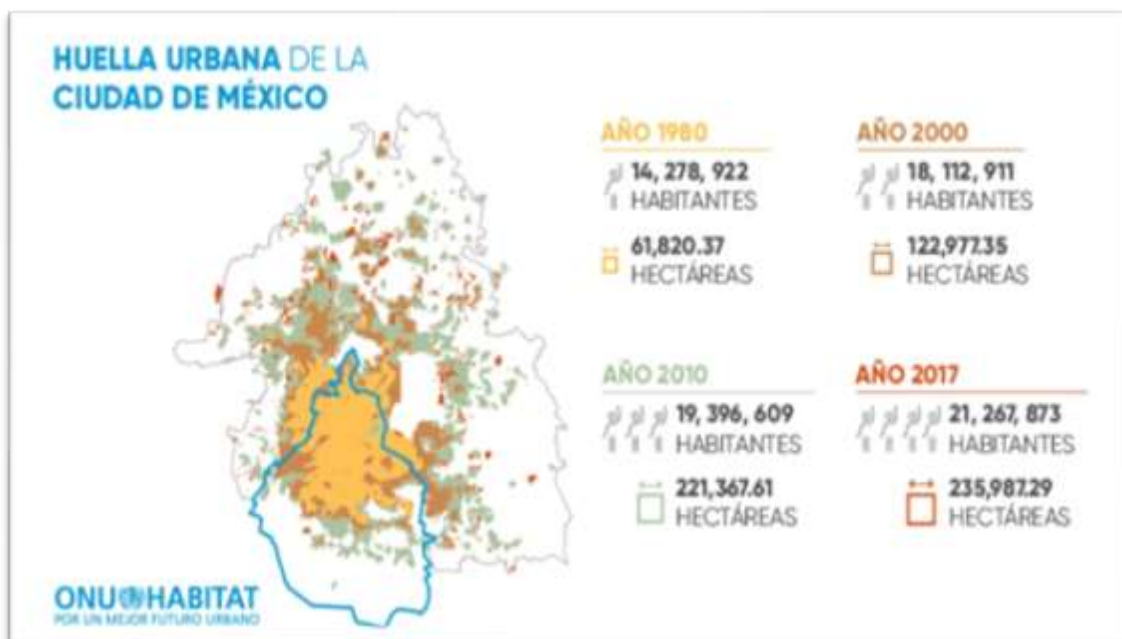 HUELLA URBANA DE LA
CIUDAD DE MÉXICO
AÑO 1980
14, 278, 922
HABITANTES
61,820.37
HECTÁREAS
AÑO 2000
18, 112, 911
HABITANTES
122,977.35
HECTÁREAS
AÑO 2010
19, 396, 609
HABITANTES
221,367.61
HECTÁREAS
AÑO 2017
21, 267, 873
HABITANTES
235,987.29
HECTÁREAS
ONU HABITAT
POR UN MEJOR FUTURO URBANO